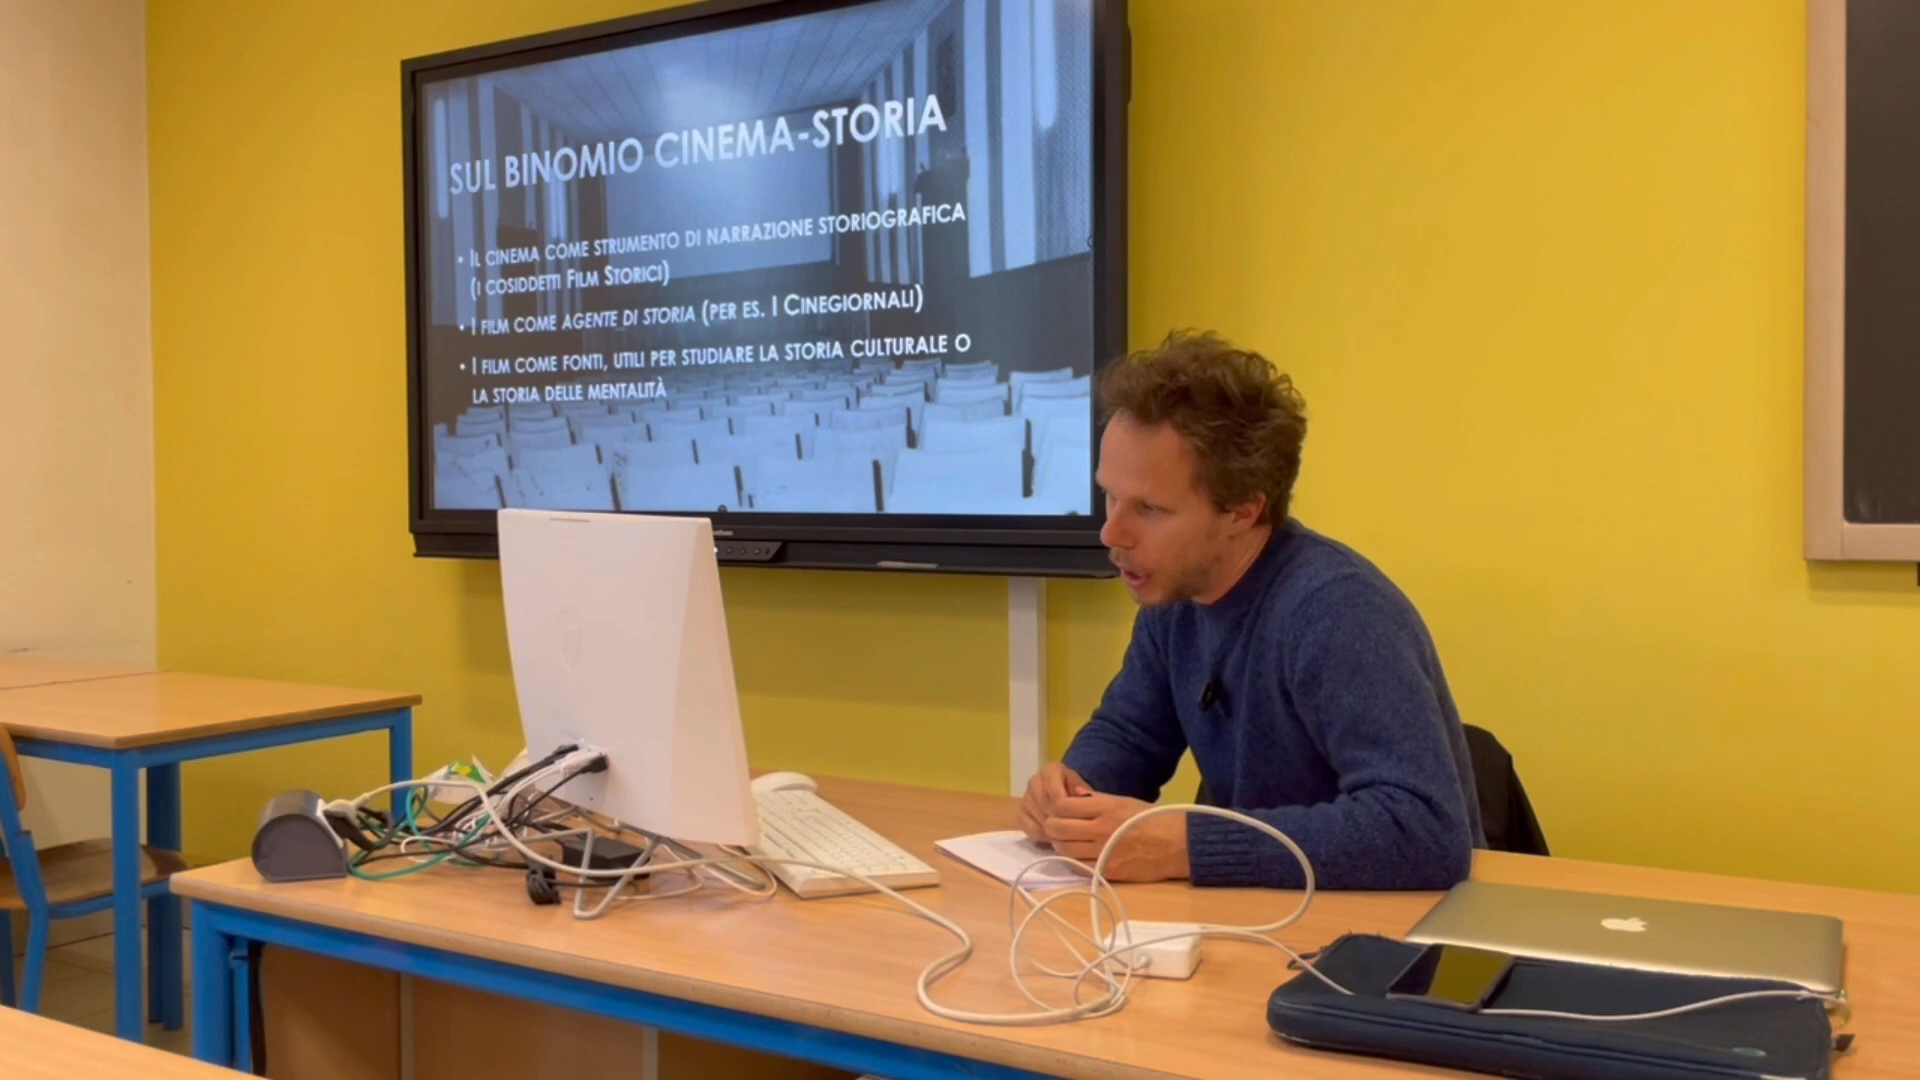 SUL BINOMIO CINEMA-STORIA
• IL CINEMA COME STRUMENTO DI NARRAZIONE STORIOGRAFICA
(I COSIDDETTI FILM STORICI)
• I FILM COME AGENTE DI STORIA (PER ES. I CINEGIORNALI)
• I FILM COME FONTI, UTILI PER STUDIARE LA STORIA CULTURALE O
LA STORIA DELLE MENTALITÀ